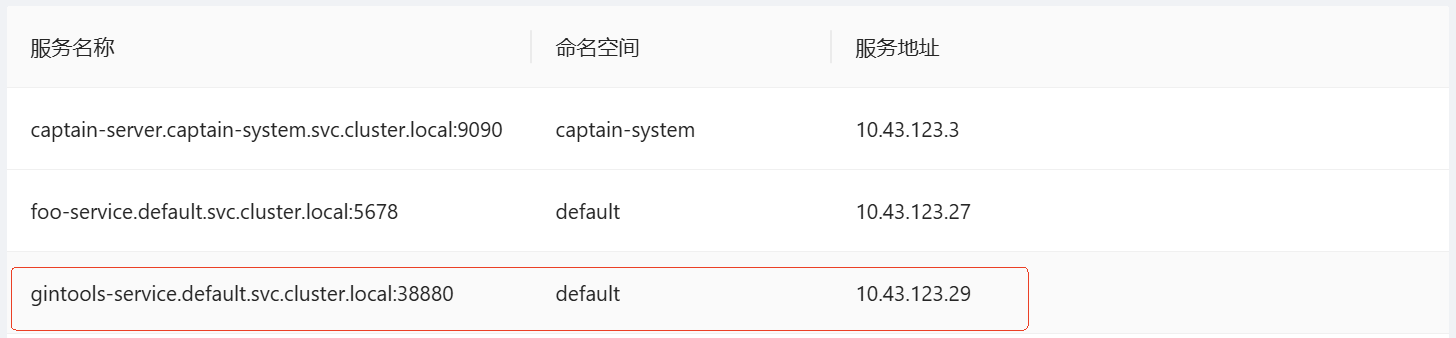 服务名称 命名空间 服务地址
captain-server.captain-system.svc.cluster.local:9090 captain-system 10.43.123.3
foo-service.default.svc.cluster.local:5678 default 10.43.123.27
gintools-service.default.svc.cluster.local:38880 default 10.43.123.29